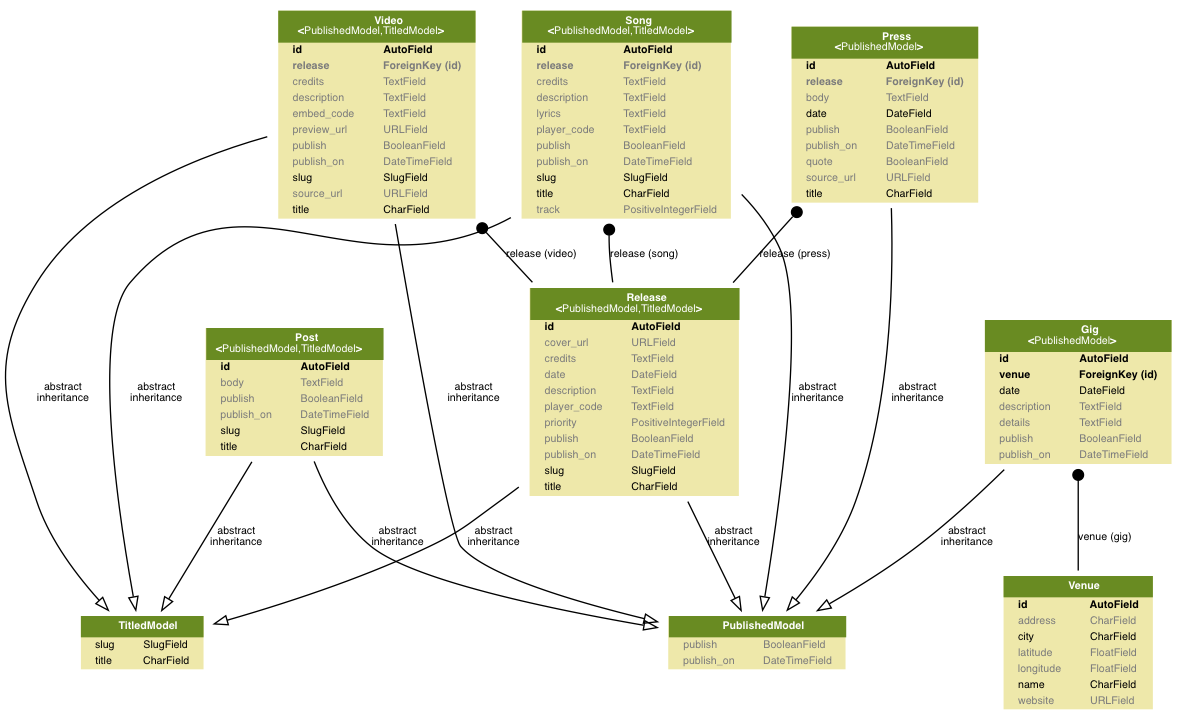 Video
<PublishedModel,TitledModel>
id AutoField
release ForeignKey (id)
credits TextField
description TextField
embed_code TextField
preview_url URLField
publish BooleanField
publish_on DateTimeField
slug SlugField
source_url URLField
title CharField
Song
<PublishedModel,TitledModel>
id AutoField
release ForeignKey (id)
credits TextField
description TextField
lyrics TextField
player_code TextField
publish BooleanField
publish_on DateTimeField
slug SlugField
title CharField
track PositiveIntegerField
Press
<PublishedModel>
id AutoField
release ForeignKey (id)
body TextField
date DateField
publish BooleanField
publish_on DateTimeField
quote BooleanField
source_url URLField
title CharField
release (video)
release (song)
release (press)
Post
<PublishedModel,TitledModel>
id AutoField
body TextField
publish BooleanField
publish_on DateTimeField
slug SlugField
title CharField
Release
<PublishedModel,TitledModel>
id AutoField
cover_url URLField
credits TextField
date DateField
description TextField
player_code TextField
priority PositiveIntegerField
publish BooleanField
publish_on DateTimeField
slug SlugField
title CharField
Gig
<PublishedModel>
id AutoField
venue ForeignKey (id)
date DateField
description TextField
details TextField
publish BooleanField
publish_on DateTimeField
abstract
inheritance
abstract
inheritance
abstract
inheritance
abstract
inheritance
abstract
inheritance
abstract
inheritance
abstract
inheritance
abstract
inheritance
abstract
inheritance
abstract
inheritance
venue (gig)
TitledModel
slug SlugField
title CharField
PublishedModel
publish BooleanField
publish_on DateTimeField
Venue
id AutoField
address CharField
city CharField
latitude FloatField
longitude FloatField
name CharField
website URLField